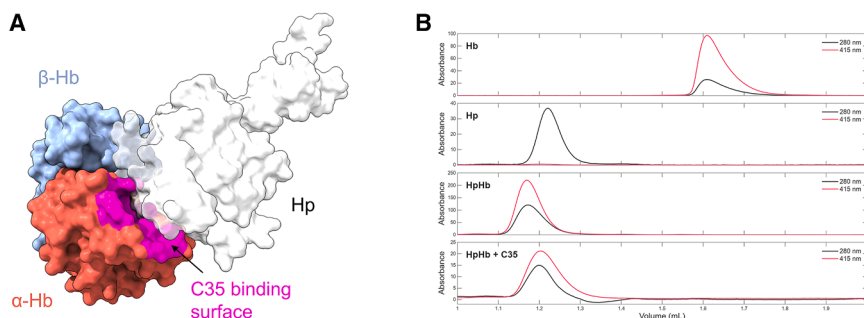 A
β-Hb
Hp
α-Hb
C35 binding
surface
B
Hb
280 nm
415 nm
Absorbance
100
80
60
40
20
0
Hp
280 nm
415 nm
Absorbance
40
20
0
HpHb
280 nm
415 nm
Absorbance
250
200
150
100
50
0
HpHb + C35
280 nm
415 nm
Absorbance
25
20
15
10
5
0
1 1.1 1.2 1.3 1.4 1.5 1.6 1.7 1.8 1.9
Volume (mL)